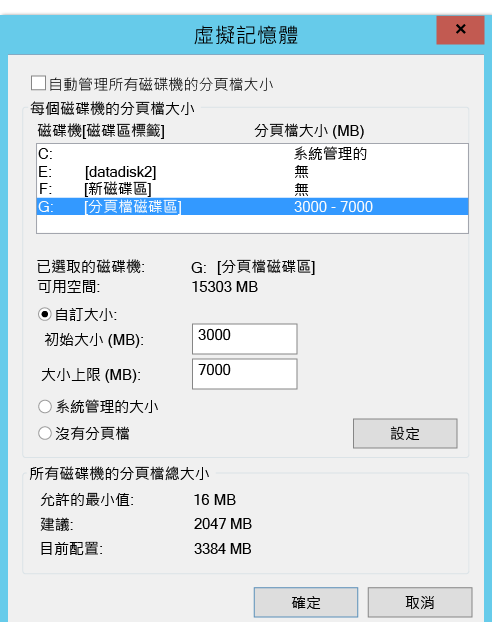 虛擬記憶體
自動管理所有磁碟機的分頁檔大小
每個磁碟機的分頁檔大小
磁碟機[磁碟區標籤] 分頁檔大小 (MB)
C: 系統管理的
E: [datadisk2] 無
F: [新磁碟區] 無
G: [分頁檔磁碟區] 3000 - 7000
已選取的磁碟機: G: [分頁檔磁碟區]
可用空間: 15303 MB
自訂大小:
初始大小 (MB): 3000
大小上限 (MB): 7000
系統管理的大小
沒有分頁檔 設定
所有磁碟機的分頁檔總大小
允許的最小值: 16 MB
建議: 2047 MB
目前配置: 3384 MB
確定 取消